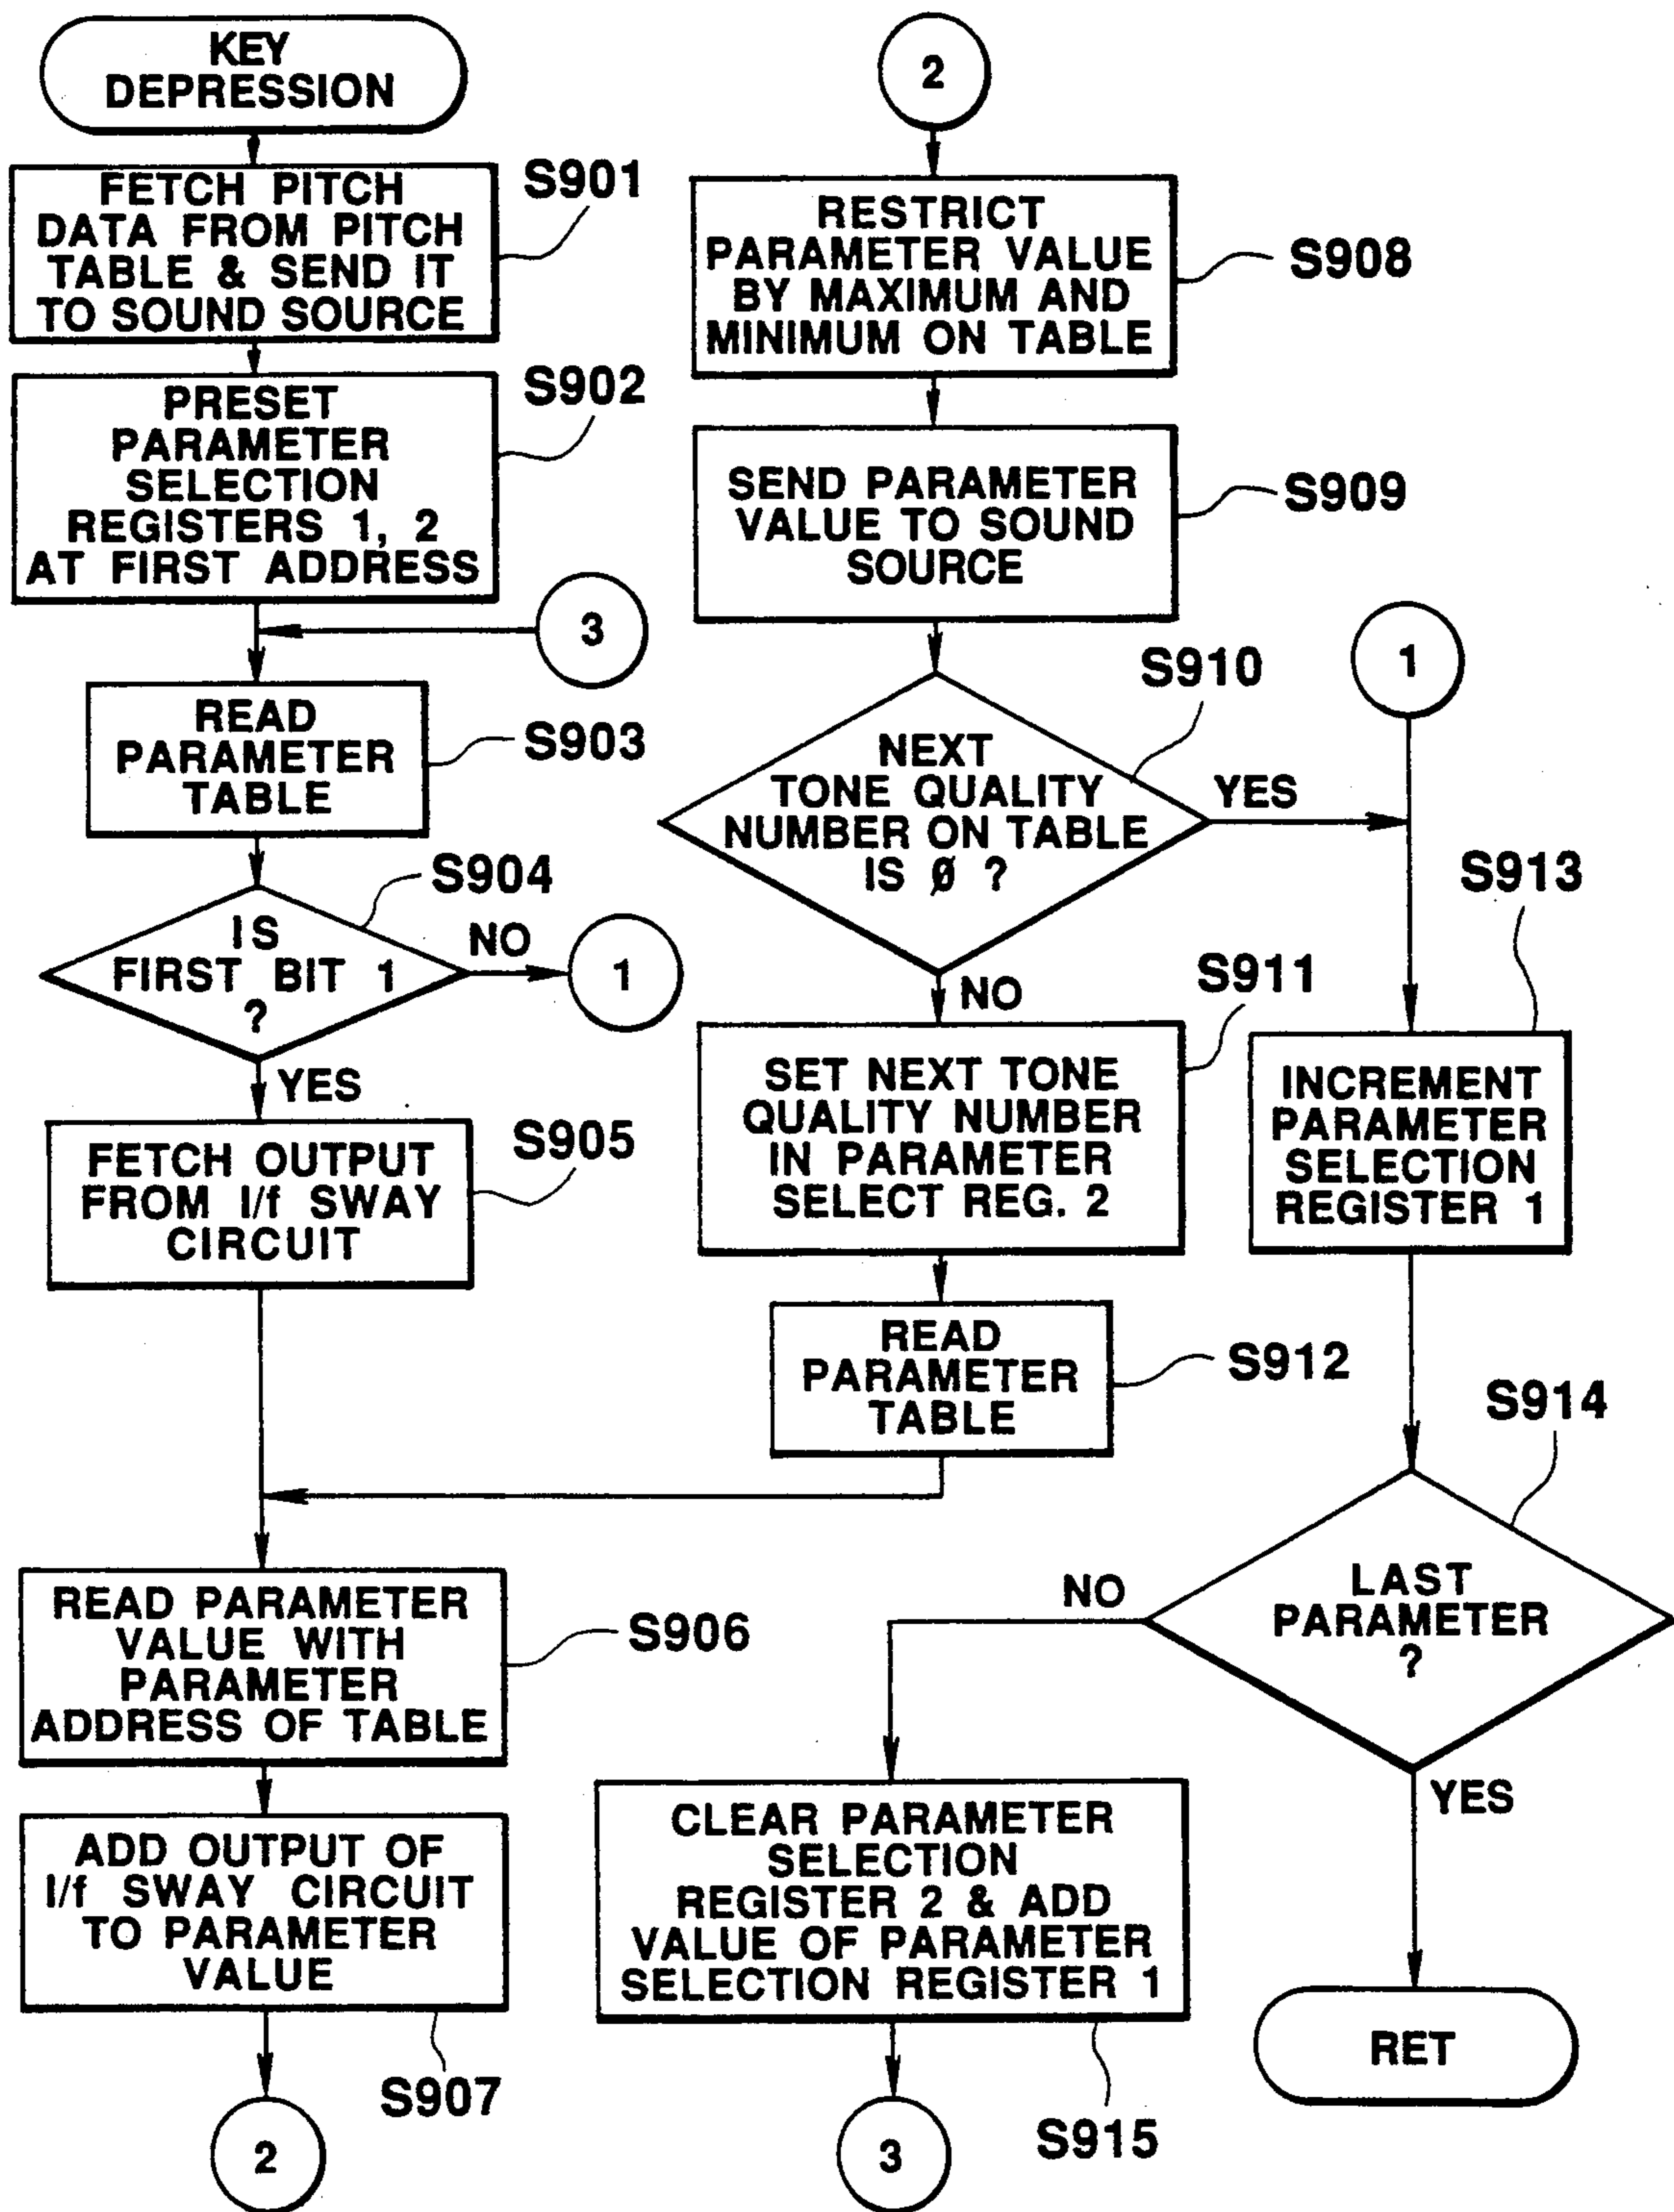 KEY
DEPRESSION
FETCH PITCH
DATA FROM PITCH
TABLE & SEND IT
TO SOUND SOURCE
S901
PRESET
PARAMETER
SELECTION
REGISTERS 1, 2
AT FIRST ADDRESS
S902
3
READ
PARAMETER
TABLE
S903
IS
FIRST BIT 1
?
S904
NO
1
YES
FETCH OUTPUT
FROM I/f SWAY
CIRCUIT
S905
READ PARAMETER
VALUE WITH
PARAMETER
ADDRESS OF TABLE
S906
ADD OUTPUT OF
I/f SWAY CIRCUIT
TO PARAMETER
VALUE
S907
2
2
RESTRICT
PARAMETER VALUE
BY MAXIMUM AND
MINIMUM ON TABLE
S908
SEND PARAMETER
VALUE TO SOUND
SOURCE
S909
NEXT
TONE QUALITY
NUMBER ON TABLE
IS Ø ?
S910
YES
NO
SET NEXT TONE
QUALITY NUMBER
IN PARAMETER
SELECT REG. 2
S911
READ
PARAMETER
TABLE
S912
1
INCREMENT
PARAMETER
SELECTION
REGISTER 1
S913
LAST
PARAMETER
?
S914
NO
YES
CLEAR PARAMETER
SELECTION
REGISTER 2 & ADD
VALUE OF PARAMETER
SELECTION REGISTER 1
S915
3
RET